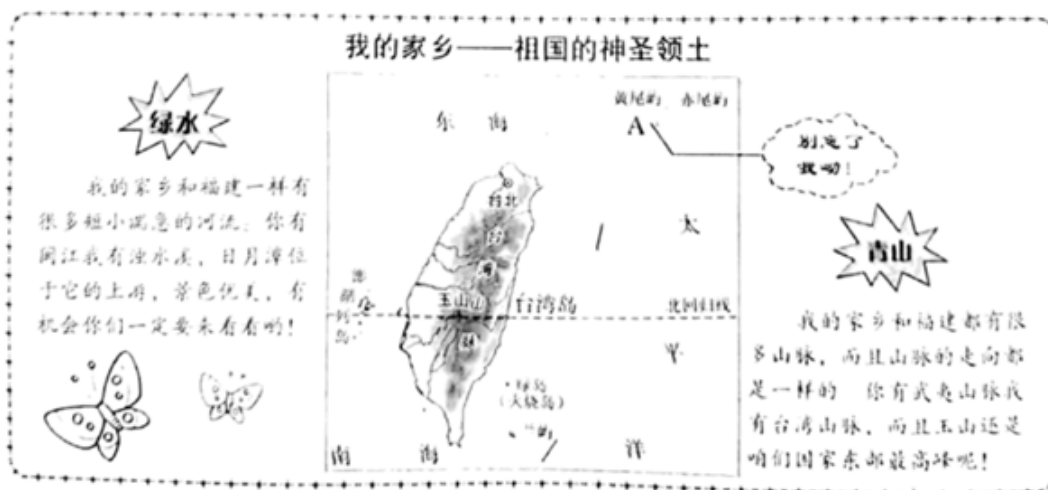 我的家乡——祖国的神圣领土
绿水
我的家乡和福建一样有
很多短小湍急的河流，你有
闽江我有浊水溪，日月潭位
于它的上游，景色优美，有
机会你们一定要来看看哟！
东 海
黄尾屿 赤尾屿
A
别忘了
我哟！
台北
台
湾
山
脉
玉山
台湾岛
澎
湖
列
岛
北回归线
太
平
洋
绿岛
（火烧岛）
南 海
青山
我的家乡和福建都有很
多山脉，而且山脉的走向都
是一样的 你有武夷山脉我
有台湾山脉，而且玉山还是
咱们国家东部最高峰呢！